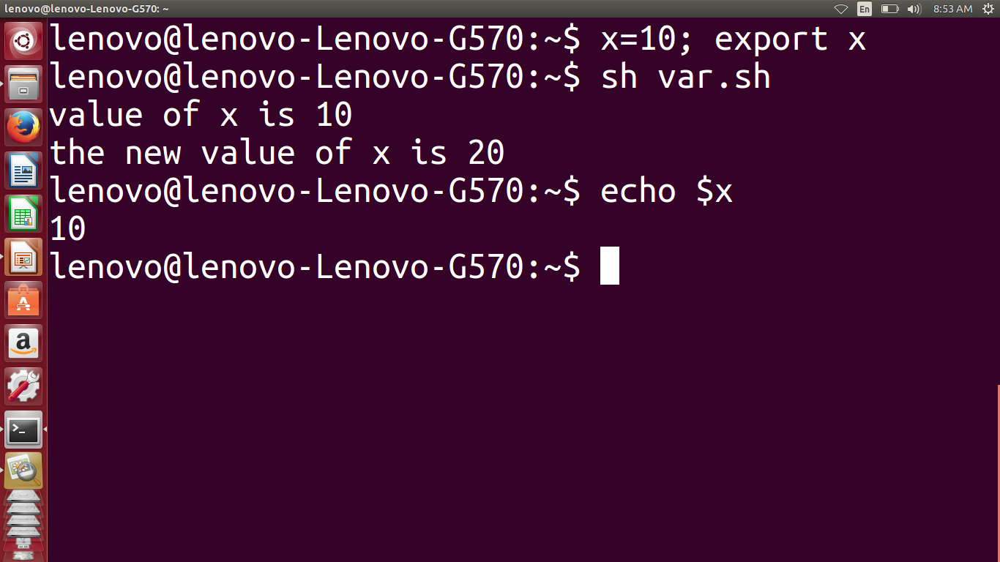 lenovo@lenovo-Lenovo-G570: ~
En
8:53 AM
lenovo@lenovo-Lenovo-G570:~$ x=10; export x
lenovo@lenovo-Lenovo-G570:~$ sh var.sh
value of x is 10
the new value of x is 20
lenovo@lenovo-Lenovo-G570:~$ echo $x
10
lenovo@lenovo-Lenovo-G570:~$